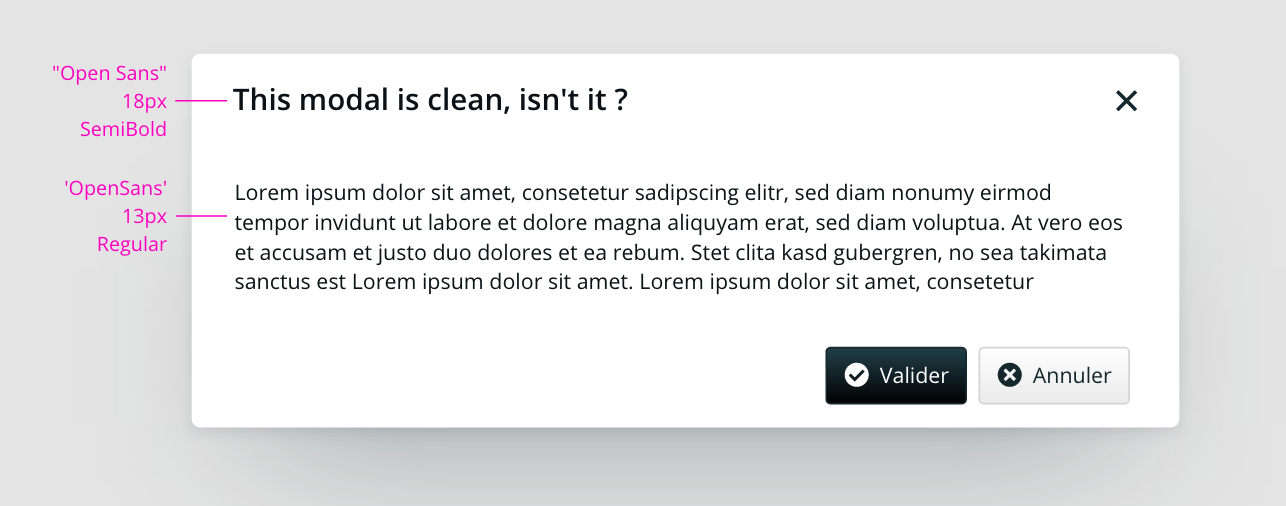 "Open Sans"
18px
SemiBold
This modal is clean, isn't it ?
'OpenSans'
13px
Regular
Lorem ipsum dolor sit amet, consetetur sadipscing elitr, sed diam nonumy eirmod
tempor invidunt ut labore et dolore magna aliquyam erat, sed diam voluptua. At vero eos
et accusam et justo duo dolores et ea rebum. Stet clita kasd gubergren, no sea takimata
sanctus est Lorem ipsum dolor sit amet. Lorem ipsum dolor sit amet, consetetur
Valider
Annuler